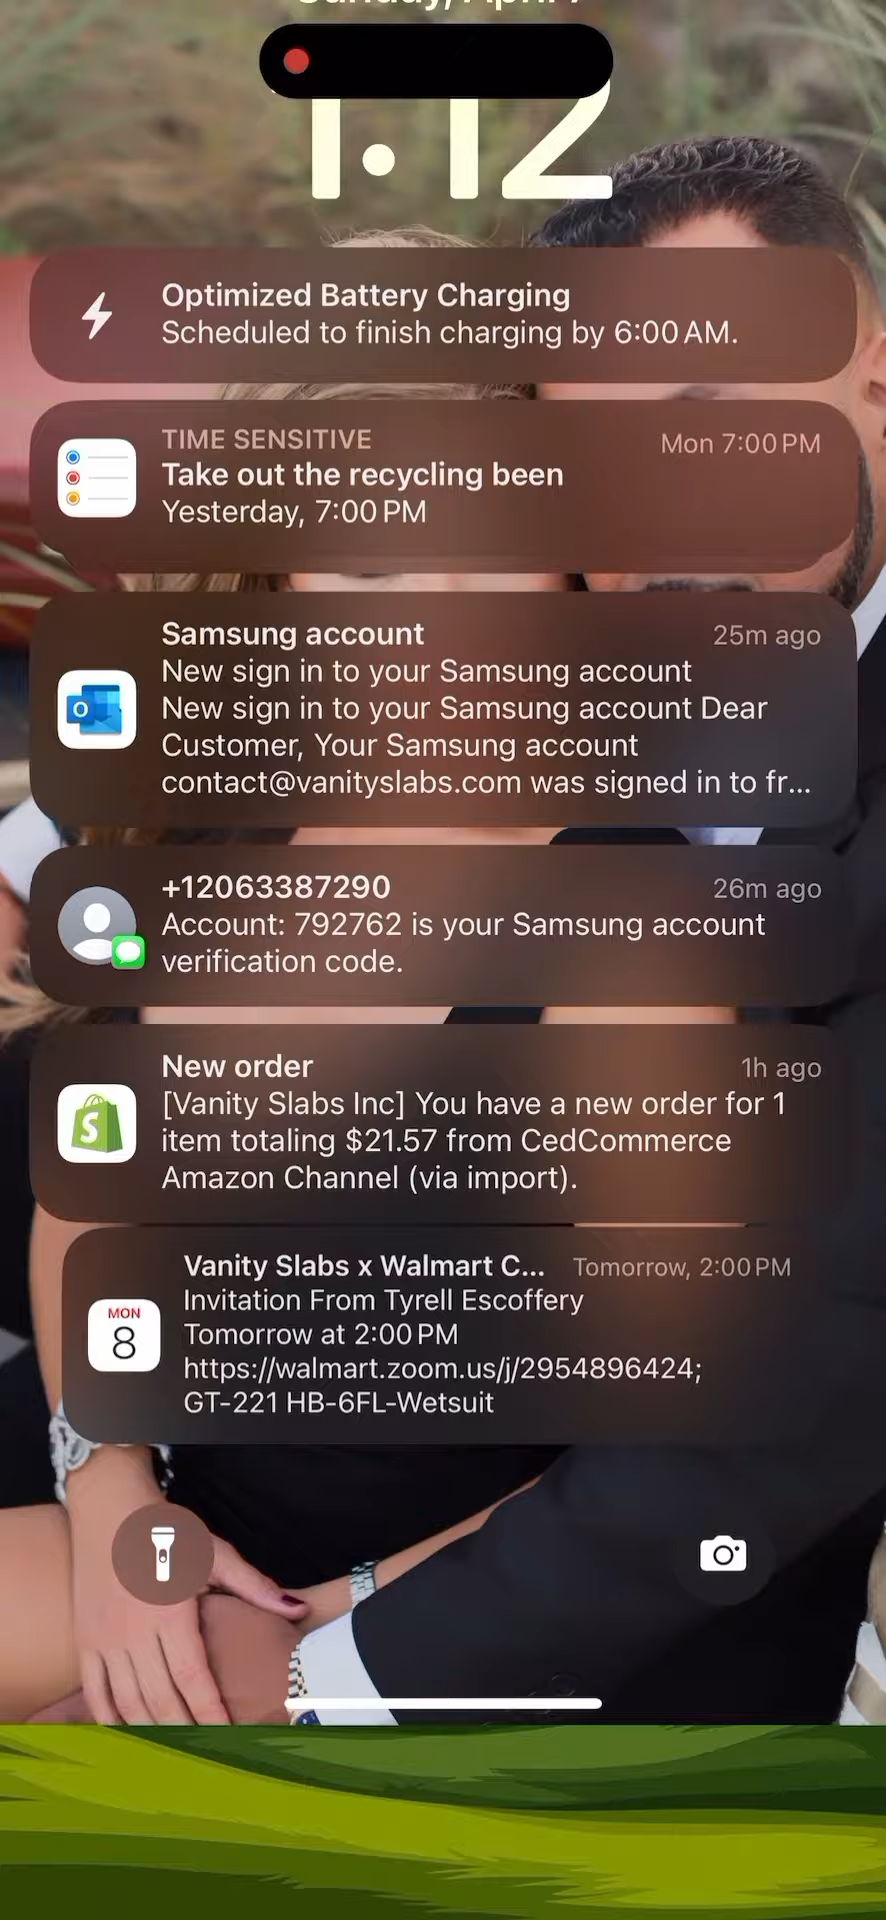 Sunday, April 7
1:12
Optimized Battery Charging
Scheduled to finish charging by 6:00 AM.
TIME SENSITIVE
Mon 7:00 PM
Take out the recycling been
Yesterday, 7:00 PM
Samsung account
25m ago
New sign in to your Samsung account
New sign in to your Samsung account Dear
Customer, Your Samsung account
contact@vanityslabs.com was signed in to fr...
+12063387290
26m ago
Account: 792762 is your Samsung account
verification code.
New order
1h ago
[Vanity Slabs Inc] You have a new order for 1
item totaling $21.57 from CedCommerce
Amazon Channel (via import).
Vanity Slabs x Walmart C...
Tomorrow, 2:00 PM
MON
8
Invitation From Tyrell Escoffery
Tomorrow at 2:00 PM
https://walmart.zoom.us/j/2954896424;
GT-221 HB-6FL-Wetsuit